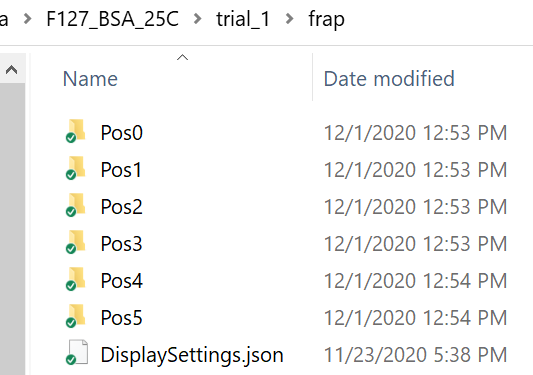 a > F127_BSA_25C > trial_1 > frap
Name Date modified
Pos0 12/1/2020 12:53 PM
Pos1 12/1/2020 12:53 PM
Pos2 12/1/2020 12:53 PM
Pos3 12/1/2020 12:53 PM
Pos4 12/1/2020 12:54 PM
Pos5 12/1/2020 12:54 PM
DisplaySettings.json 11/23/2020 5:38 PM